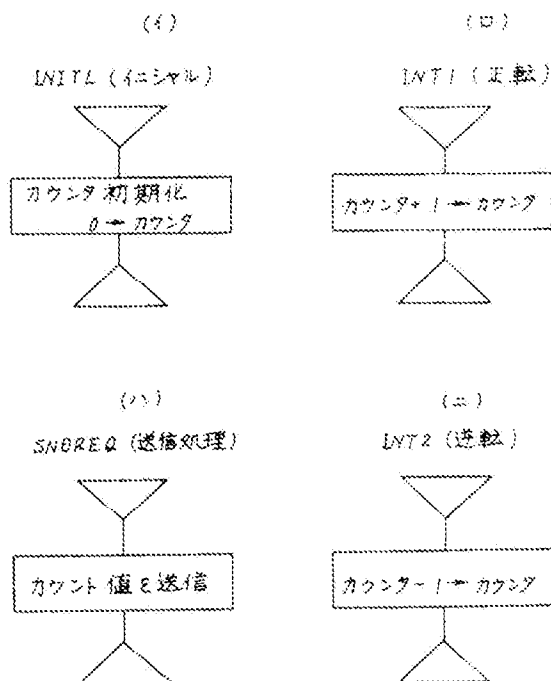 (イ)
INITL (イニシャル)
カウンタ初期化
0→カウンタ
(ロ)
INT1 (正転)
カウンタ+1→カウンタ
(ハ)
SNDREQ (送信処理)
カウント値を送信
(ニ)
INT2 (逆転)
カウンタ-1→カウンタ